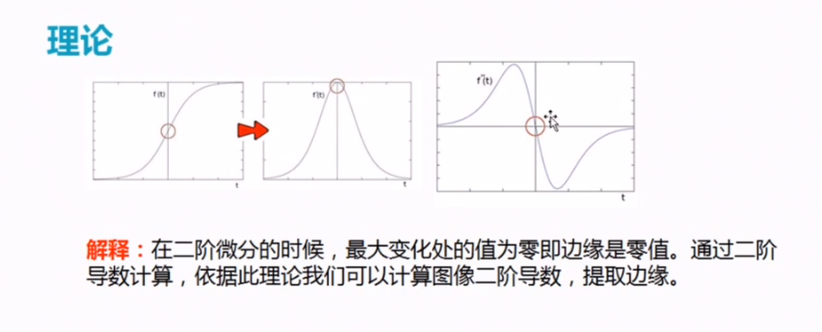 理论
f (t)
f'(t)
f"(t)
t
t
t
解释：在二阶微分的时候，最大变化处的值为零即边缘是零值。通过二阶
导数计算，依据此理论我们可以计算图像二阶导数，提取边缘。